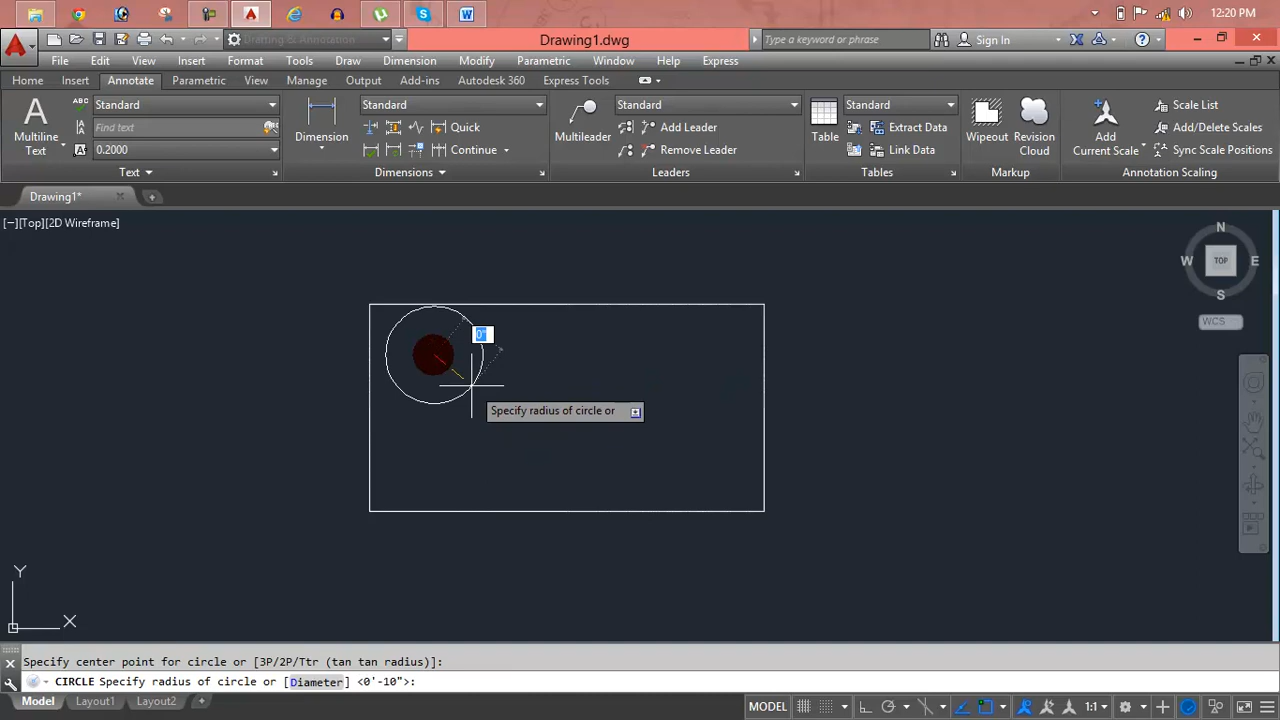 12:20 PM
Drafting & Annotation
Drawing1.dwg
Type a keyword or phrase
Sign In
File Edit View Insert Format Tools Draw Dimension Modify Parametric Window Help Express
Home Insert Annotate Parametric View Manage Output Add-ins Autodesk 360 Express Tools
A ABC Standard Standard Standard Standard Scale List
Find text Quick Add Leader Extract Data Add/Delete Scales
Multiline Text
Dimension
Multileader
Table
Wipeout
Revision Cloud
Add Current Scale
0.2000 Continue Remove Leader Link Data Sync Scale Positions
Text Dimensions Leaders Tables Markup Annotation Scaling
Drawing1*
[−][Top][2D Wireframe]
N
W TOP E
S
WCS
0"
Specify radius of circle or
Y
X
Specify center point for circle or [3P/2P/Ttr (tan tan radius)]:
CIRCLE Specify radius of circle or [Diameter] <0'-10">:
Model Layout1 Layout2 + MODEL 1:1